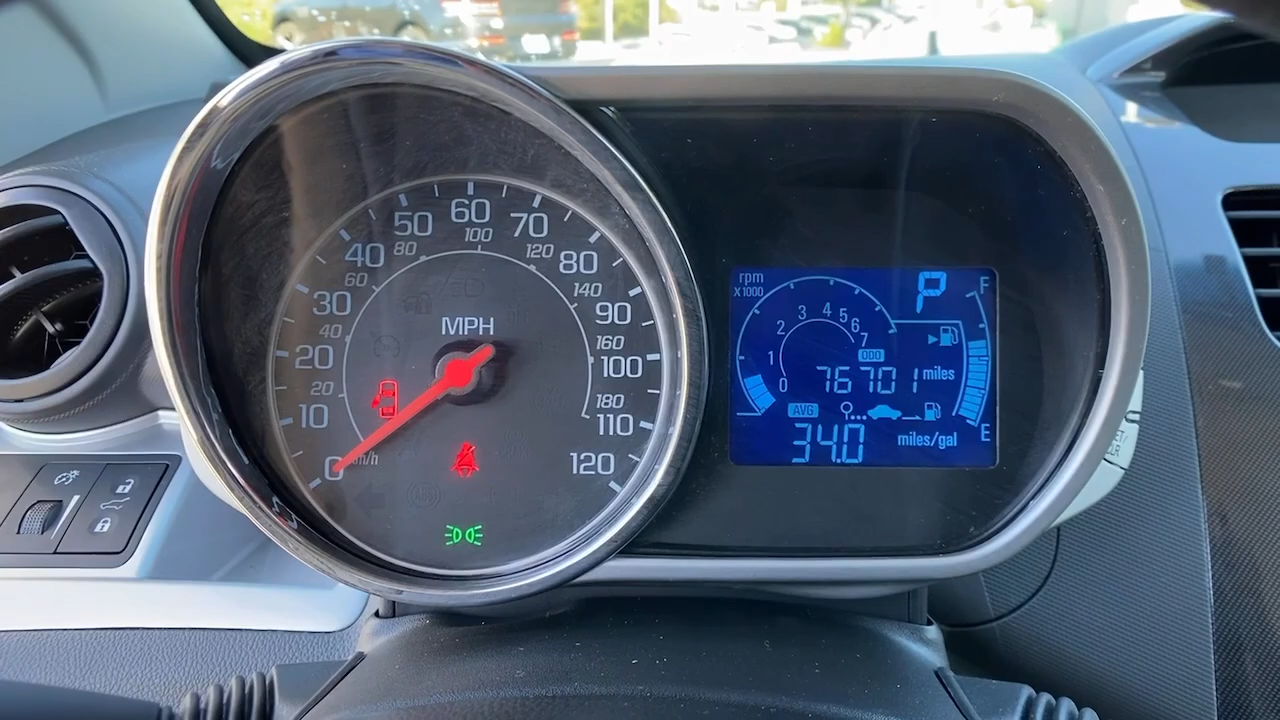 MPH
0
10
20
30
40
50
60
70
80
90
100
110
120
km/h
20
40
60
80
100
120
140
160
180
rpm
X1000
0 1 2 3 4 5 6 7
P
F
ODO
76701 miles
AVG
34.0 miles/gal
E